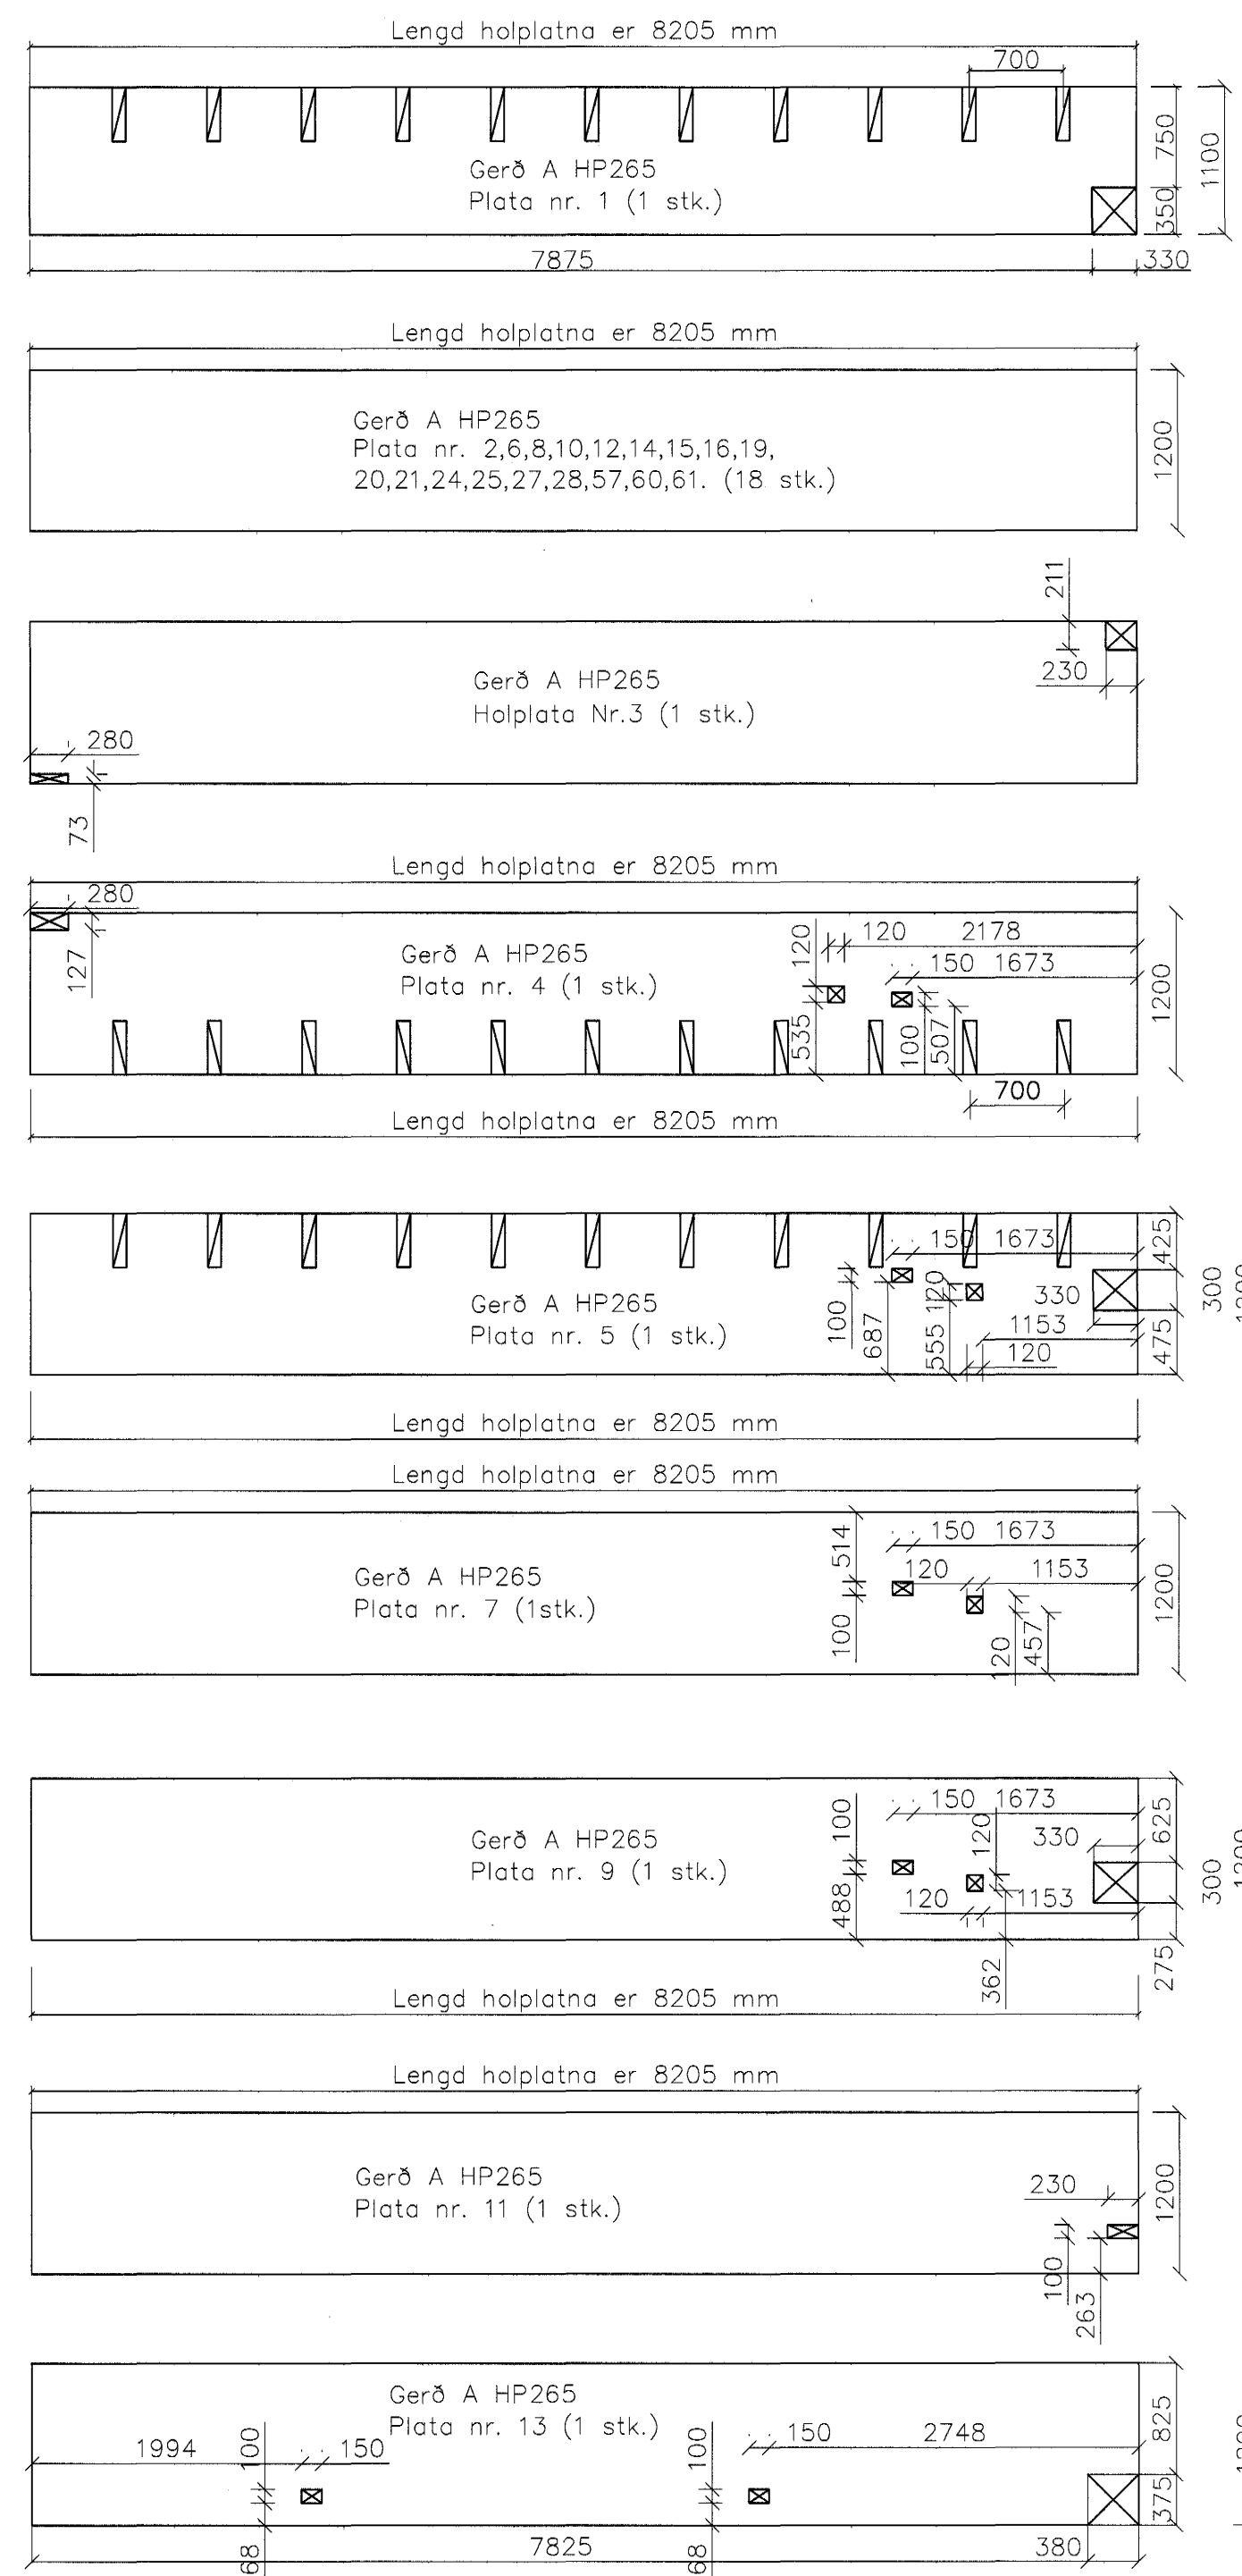 Lengd holplatna er 8205 mm
700
750
1100
350
Gerð A HP265
Plata nr. 1 (1 stk.)
7875
330
Lengd holplatna er 8205 mm
Gerð A HP265
Plata nr. 2,6,8,10,12,14,15,16,19,
20,21,24,25,27,28,57,60,61. (18 stk.)
1200
211
230
Gerð A HP265
Holplata Nr.3 (1 stk.)
280
73
Lengd holplatna er 8205 mm
280
127
Gerð A HP265
Plata nr. 4 (1 stk.)
120
120
2178
150
1673
535
100
507
1200
700
Lengd holplatna er 8205 mm
150
1673
425
Gerð A HP265
Plata nr. 5 (1 stk.)
100
687
120
555
330
1153
120
300
475
1200
Lengd holplatna er 8205 mm
Lengd holplatna er 8205 mm
514
150
1673
Gerð A HP265
Plata nr. 7 (1stk.)
120
1153
100
120
457
1200
150
1673
625
100
120
330
Gerð A HP265
Plata nr. 9 (1 stk.)
488
120
1153
362
300
1200
275
Lengd holplatna er 8205 mm
Lengd holplatna er 8205 mm
Gerð A HP265
Plata nr. 11 (1 stk.)
230
1200
100
263
Gerð A HP265
Plata nr. 13 (1 stk.)
1994
150
100
100
150
2748
825
375
1200
68
68
7825
380